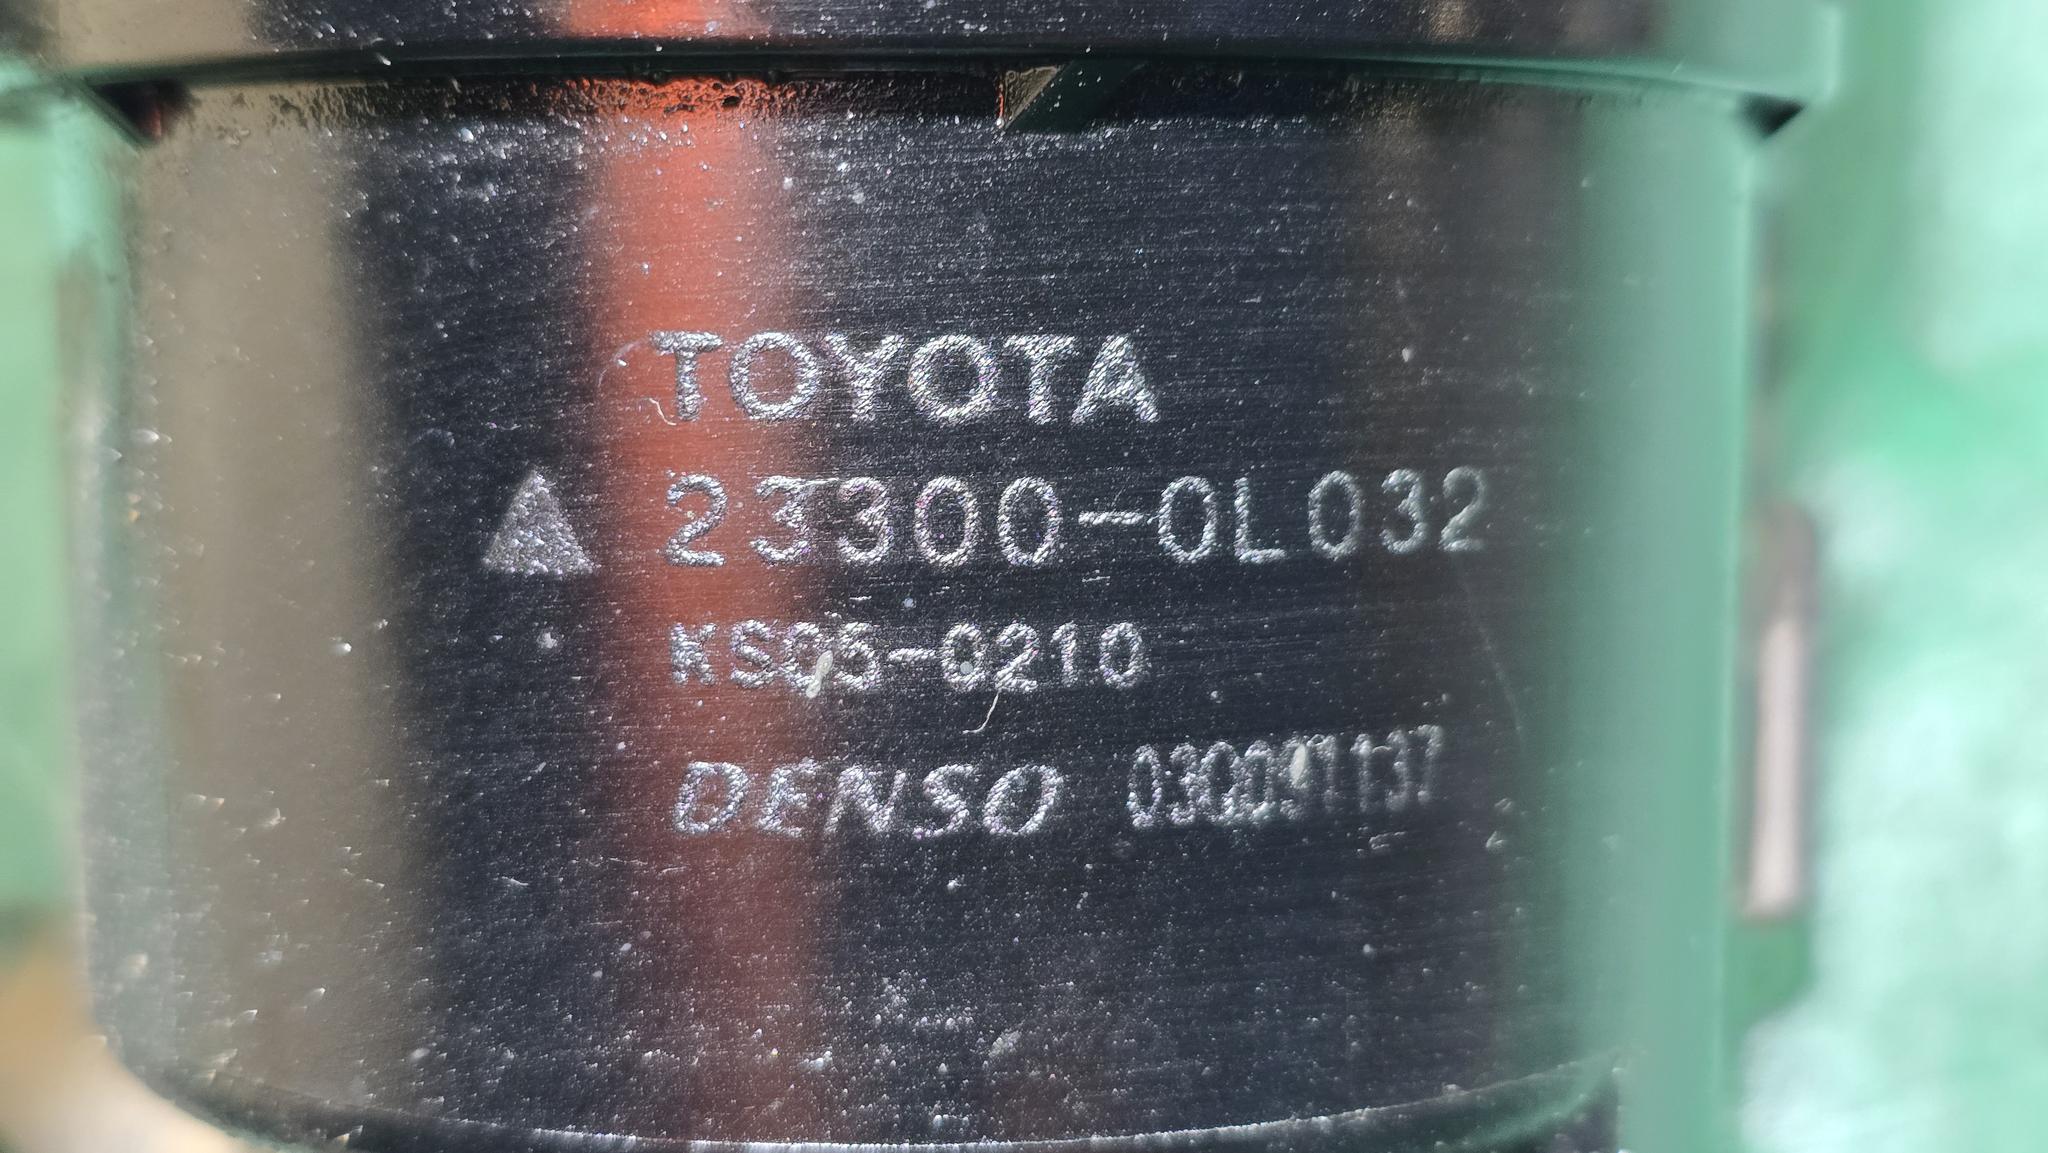 TOYOTA
▲ 23300-0L032
KS05-0210
DENSO